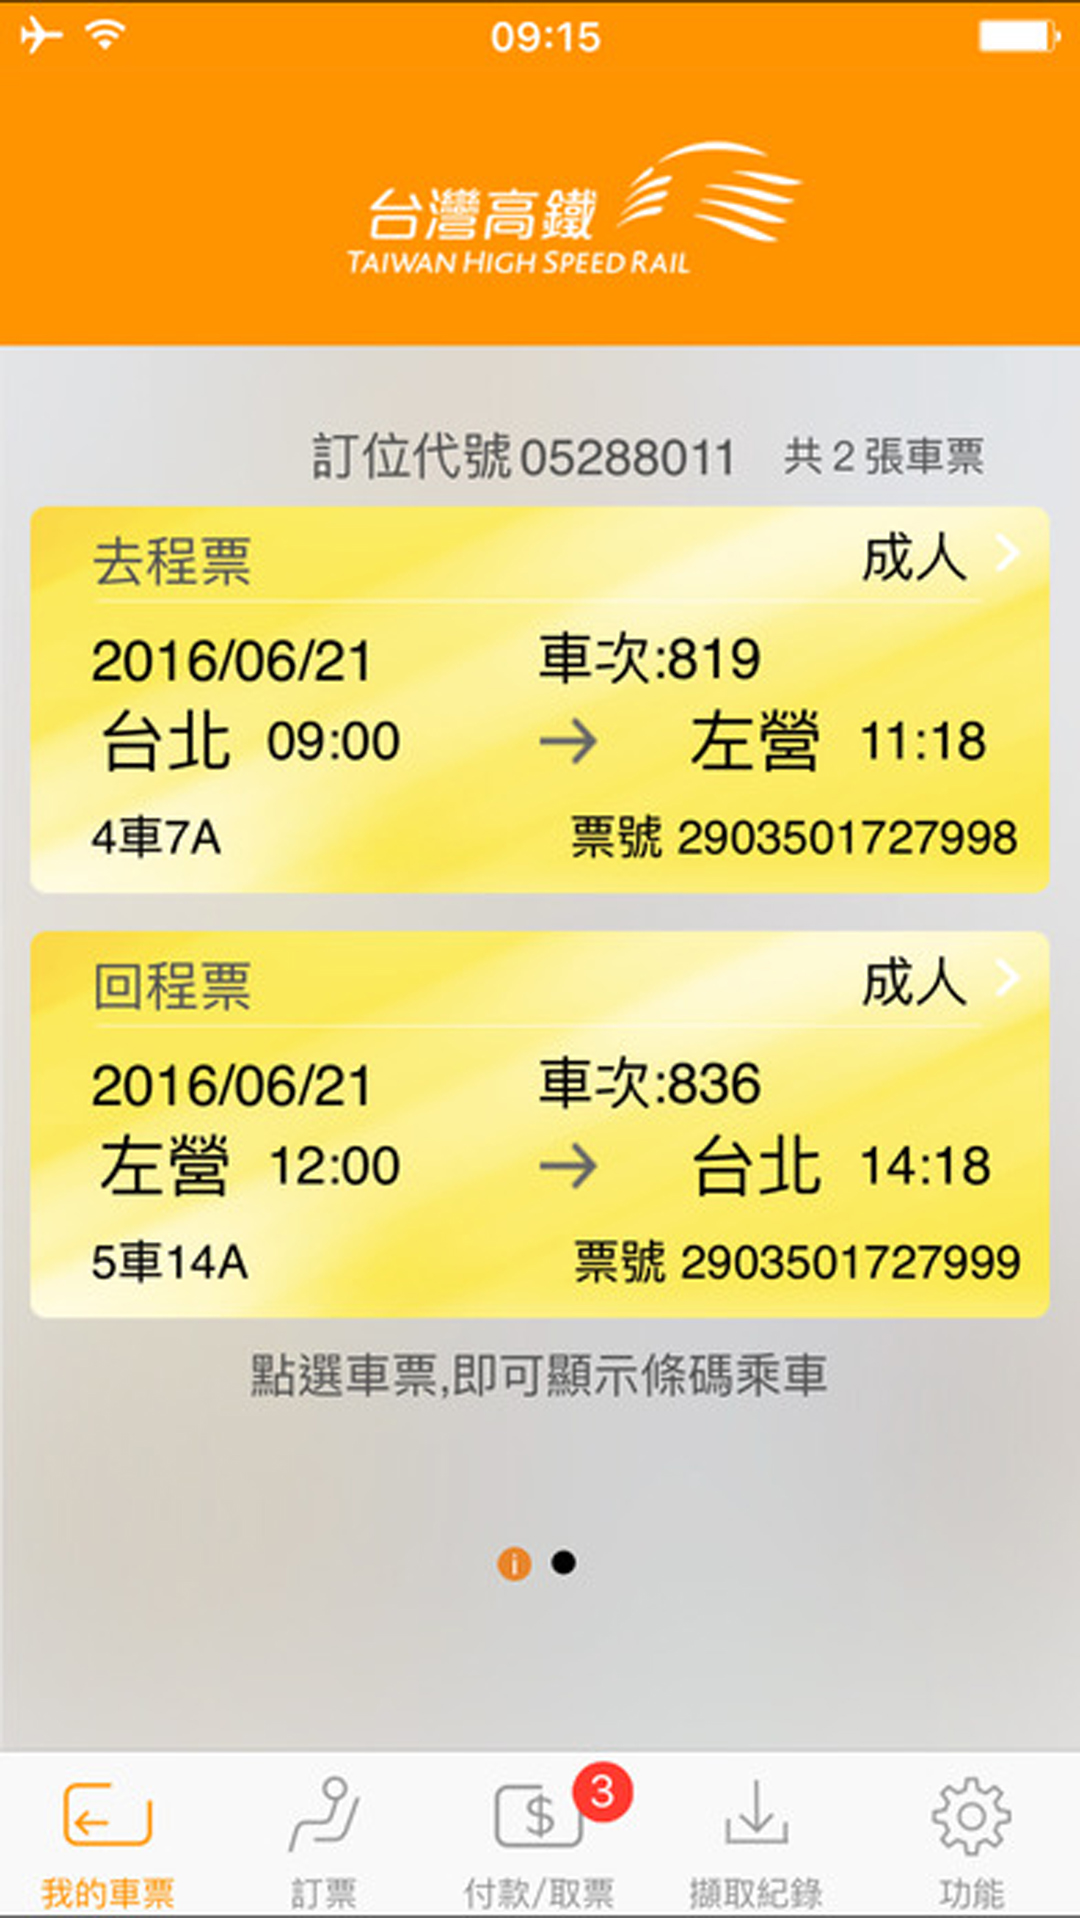 09:15
台灣高鐵
TAIWAN HIGH SPEED RAIL
訂位代號05288011 共2張車票
去程票 成人
2016/06/21 車次:819
台北 09:00 → 左營 11:18
4車7A 票號 2903501727998
回程票 成人
2016/06/21 車次:836
左營 12:00 → 台北 14:18
5車14A 票號 2903501727999
點選車票,即可顯示條碼乘車
i
$ 3
我的車票 訂票 付款/取票 擷取紀錄 功能